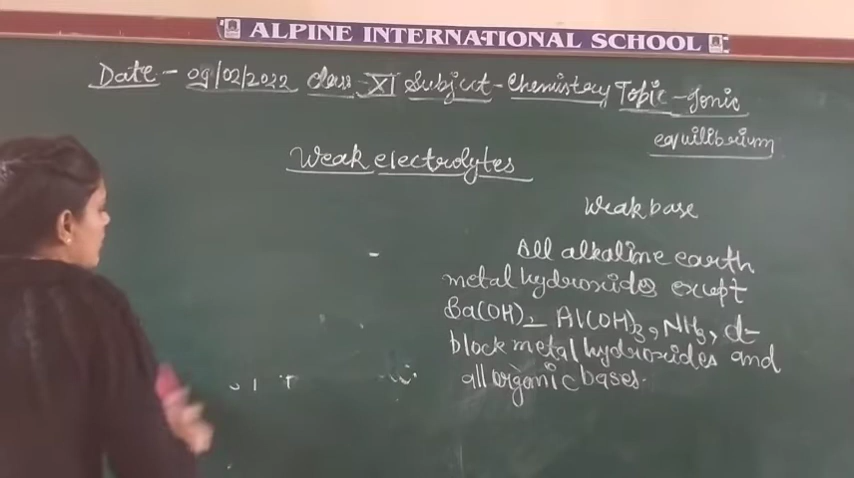 ALPINE INTERNATIONAL SCHOOL
Date - 09/02/2022 Class - XI Subject - Chemistry Topic - Ionic
equilibrium
Weak electrolytes
Weak base
All alkaline earth
metal hydroxides except
Ba(OH)2 Al(OH)3, NH3, d-
block metal hydroxides and
all organic bases.